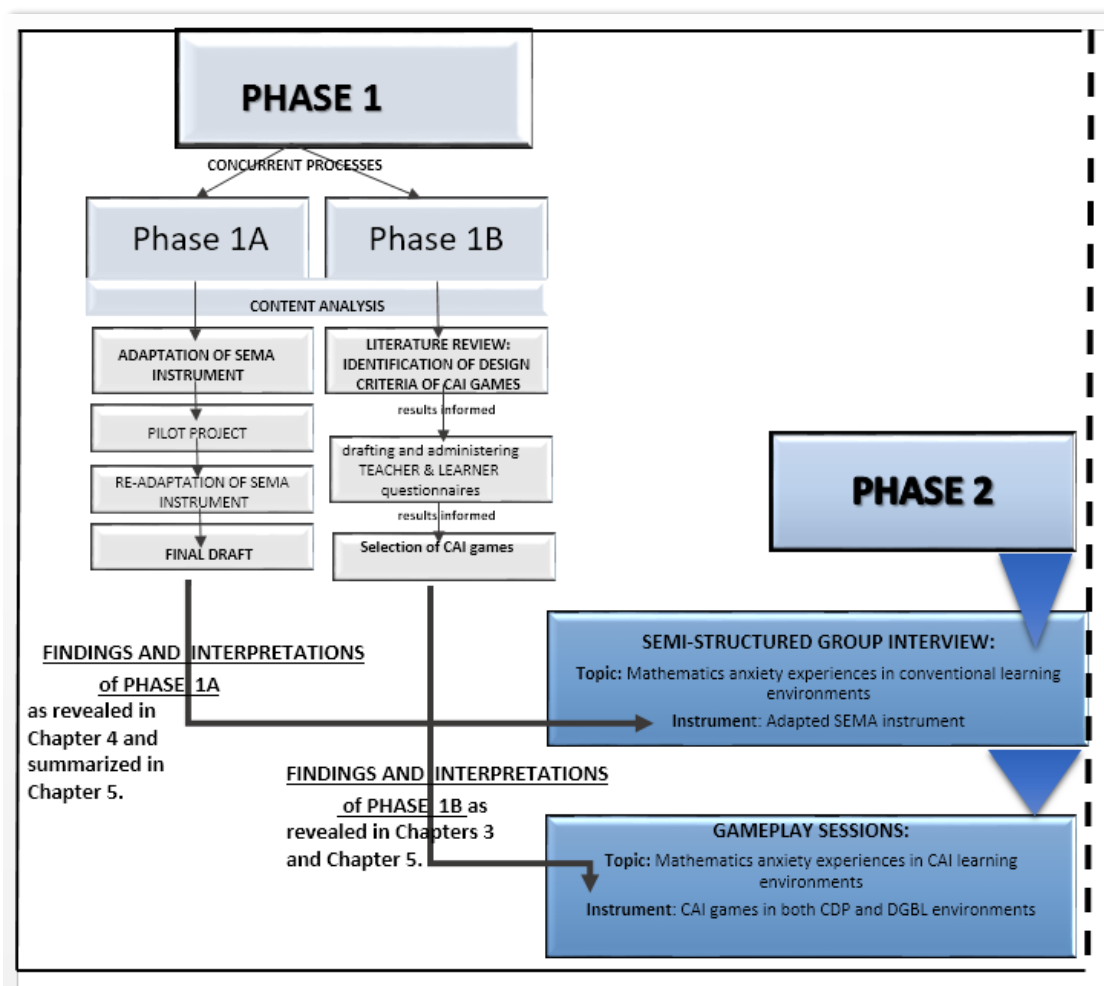 PHASE 1
CONCURRENT PROCESSES
Phase 1A
Phase 1B
CONTENT ANALYSIS
ADAPTATION OF SEMA
INSTRUMENT
PILOT PROJECT
RE-ADAPTATION OF SEMA
INSTRUMENT
FINAL DRAFT
LITERATURE REVIEW:
IDENTIFICATION OF DESIGN
CRITERIA OF CAI GAMES
results informed
drafting and administering
TEACHER & LEARNER
questionnaires
results informed
Selection of CAI games
FINDINGS AND INTERPRETATIONS
of PHASE 1A
as revealed in
Chapter 4 and
summarized in
Chapter 5.
FINDINGS AND INTERPRETATIONS
of PHASE 1B as
revealed in Chapters 3
and Chapter 5.
PHASE 2
SEMI-STRUCTURED GROUP INTERVIEW:
Topic: Mathematics anxiety experiences in conventional learning
environments
Instrument: Adapted SEMA instrument
GAMEPLAY SESSIONS:
Topic: Mathematics anxiety experiences in CAI learning
environments
Instrument: CAI games in both CDP and DGBL environments